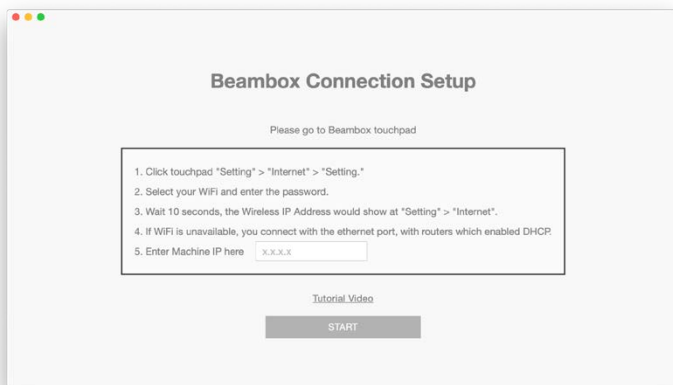 Beambox Connection Setup
Please go to Beambox touchpad
1. Click touchpad "Setting" > "Internet" > "Setting."
2. Select your WiFi and enter the password.
3. Wait 10 seconds, the Wireless IP Address would show at "Setting" > "Internet".
4. If WiFi is unavailable, you connect with the ethernet port, with routers which enabled DHCP.
5. Enter Machine IP here x.x.x.x
Tutorial Video
START